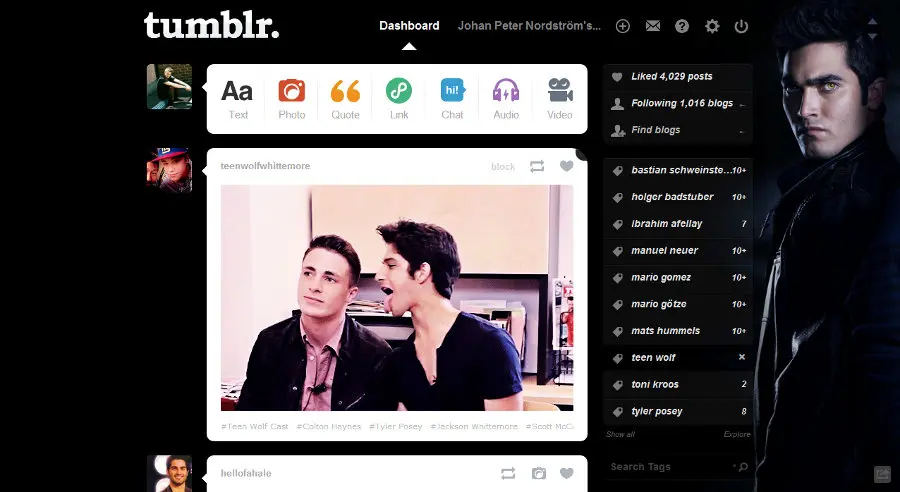 tumblr.
Dashboard
Johan Peter Nordström's...
Aa
hi!
Text
Photo
Quote
Link
Chat
Audio
Video
Liked 4,029 posts
Following 1,016 blogs
Find blogs
teenwolfwhittemore
block
bastian schweinste...10+
holger badstuber 10+
ibrahim afellay 7
manuel neuer 10+
mario gomez 10+
mario götze 10+
mats hummels 10+
teen wolf
toni kroos 2
tyler posey 8
Show all
Explore
Search Tags
#Teen Wolf Cast #Colton Haynes #Tyler Posey #Jackson Whittemore #Scott McC
hellofahale